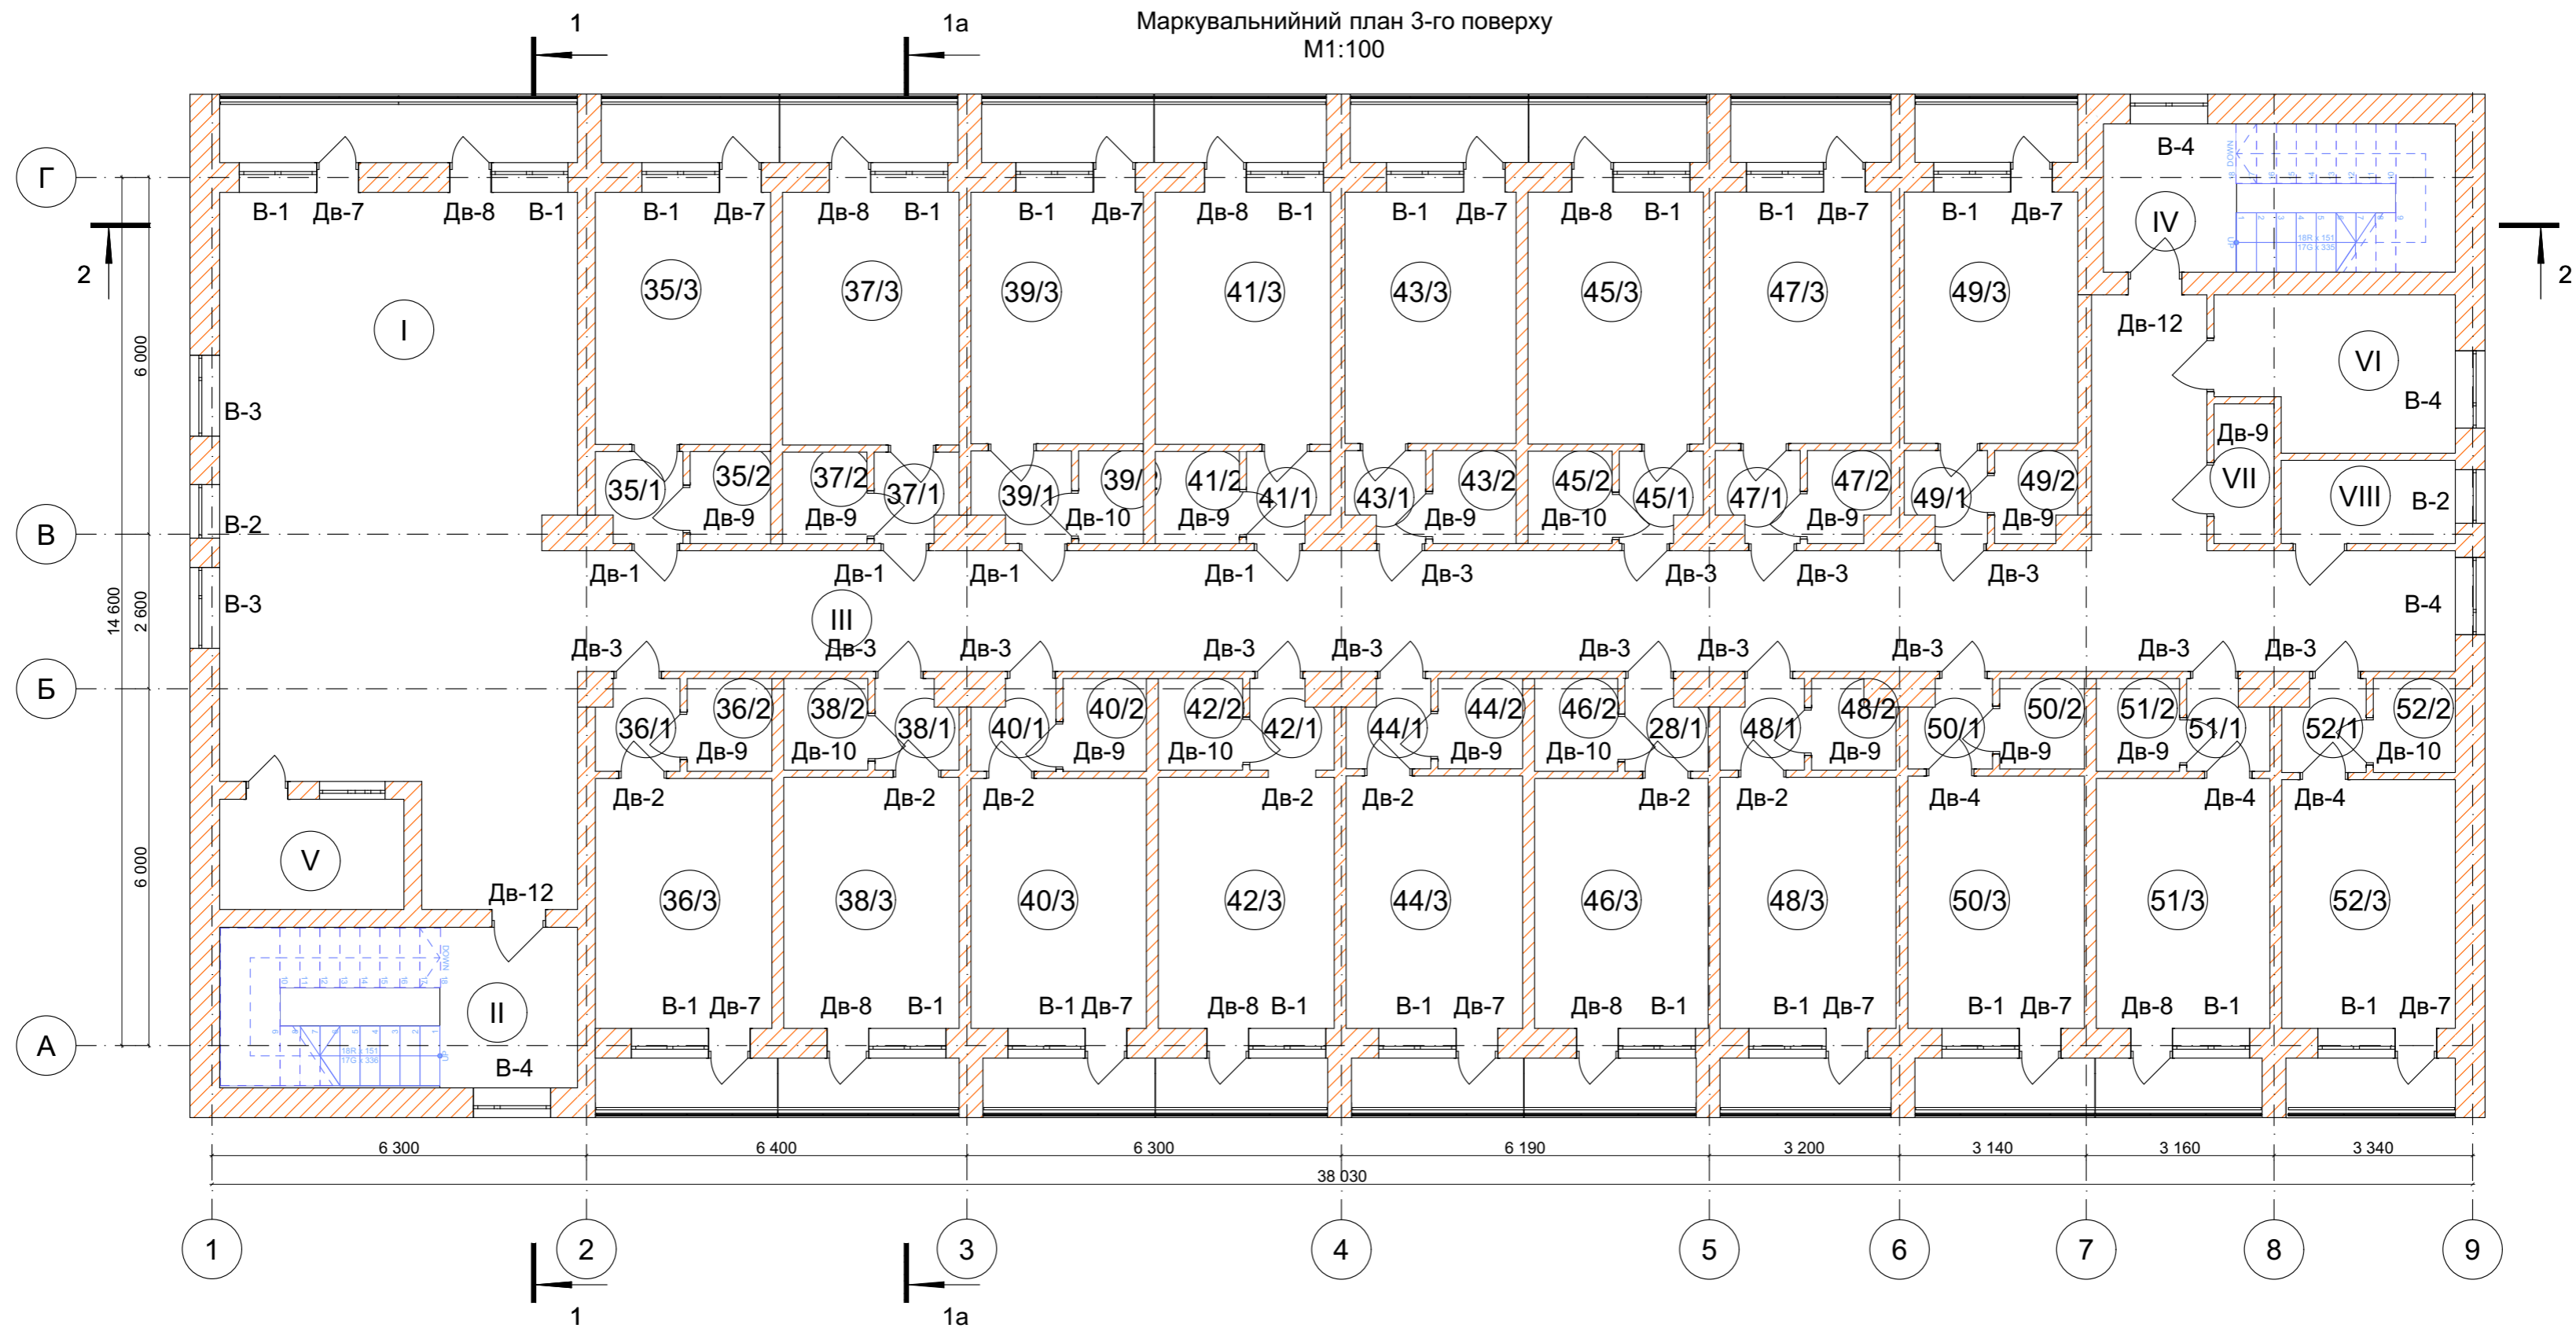 Маркувальнийний план 3-го поверху
М1:100
1
1а
Г
В-1 Дв-7 Дв-8 В-1 В-1 Дв-7 Дв-8 В-1 В-1 Дв-7 Дв-8 В-1 В-1 Дв-7 Дв-8 В-1 В-1 Дв-7 В-1 Дв-7
В-4
DOWN
IV
UP
18R x 151
17G x 335
2
2
I
35/3 37/3 39/3 41/3 43/3 45/3 47/3 49/3
Дв-12
6 000
VI
В-3
В-4
Дв-9
35/1 35/2 37/2 37/1 39/1 39/ 41/2 41/1 43/1 43/2 45/2 45/1 47/1 47/2 49/1 49/2
VII
VIII
В-2
В-2
Дв-9 Дв-9 Дв-10 Дв-9 Дв-9 Дв-10 Дв-9 Дв-9
В
Дв-1 Дв-1 Дв-1 Дв-1 Дв-3 Дв-3 Дв-3 Дв-3
14 600
2 600
В-3
III
В-4
Дв-3 Дв-3 Дв-3 Дв-3 Дв-3 Дв-3 Дв-3 Дв-3 Дв-3 Дв-3
Б
36/1 36/2 38/2 38/1 40/1 40/2 42/2 42/1 44/1 44/2 46/2 28/1 48/1 48/2 50/1 50/2 51/2 51/1 52/1 52/2
Дв-9 Дв-10 Дв-9 Дв-10 Дв-9 Дв-10 Дв-9 Дв-9 Дв-9 Дв-10
Дв-2 Дв-2 Дв-2 Дв-2 Дв-2 Дв-2 Дв-2 Дв-4 Дв-4 Дв-4
6 000
V
Дв-12
36/3 38/3 40/3 42/3 44/3 46/3 48/3 50/3 51/3 52/3
DOWN
II
В-1 Дв-7 Дв-8 В-1 В-1 Дв-7 Дв-8 В-1 В-1 Дв-7 Дв-8 В-1 В-1 Дв-7 В-1 Дв-7 Дв-8 В-1 В-1 Дв-7
А
18R x 151
17G x 336
UP
В-4
6 300 6 400 6 300 6 190 3 200 3 140 3 160 3 340
38 030
1 2 3 4 5 6 7 8 9
1
1а